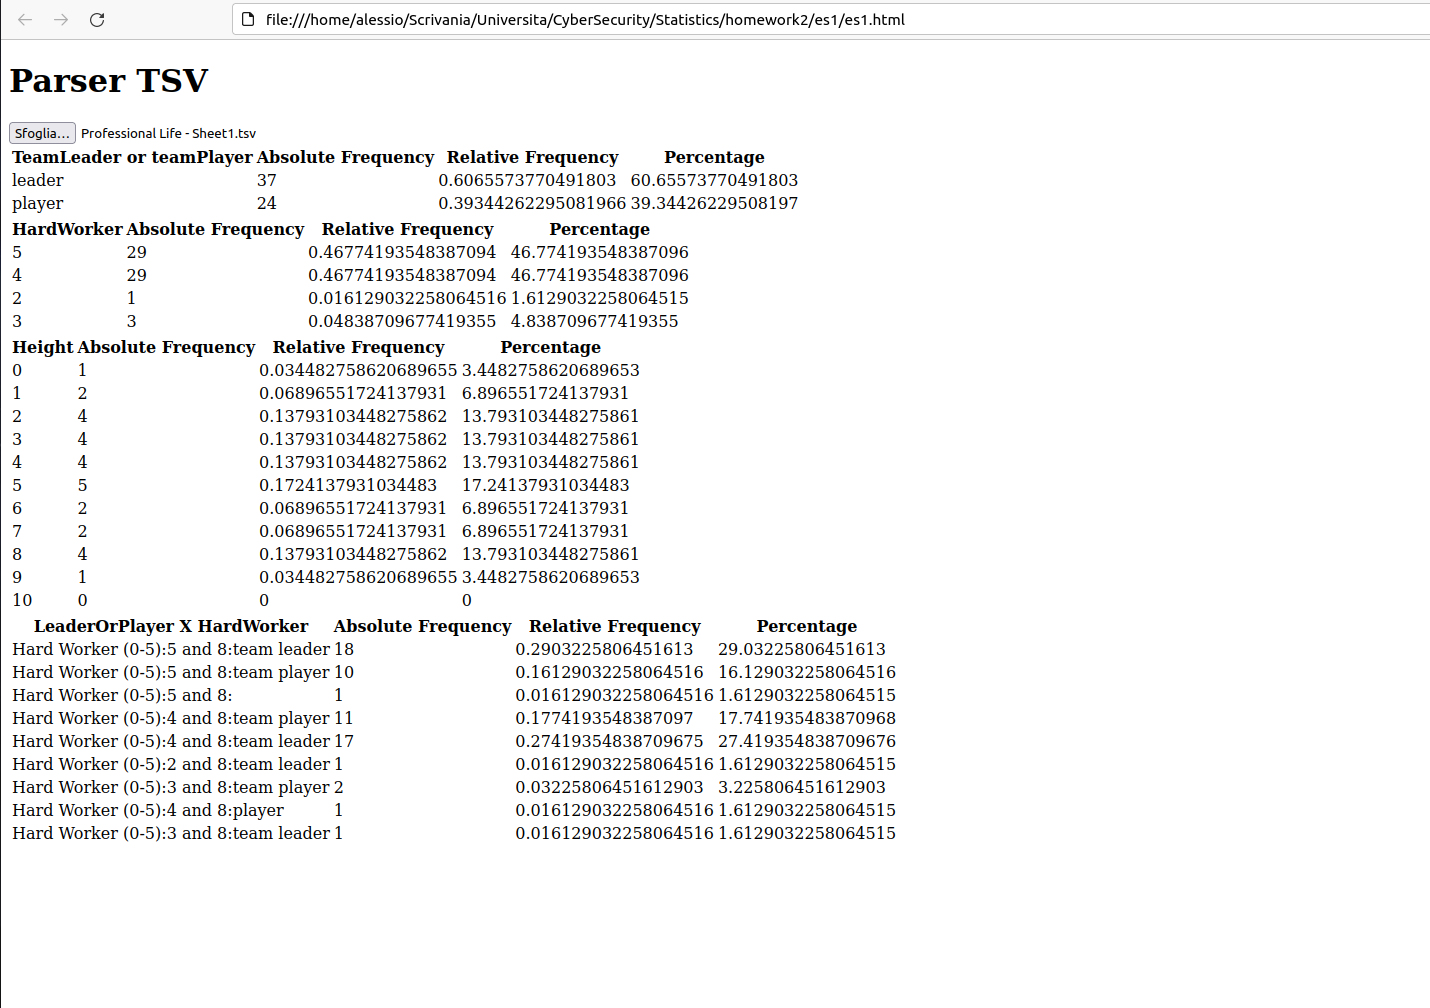 file:///home/alessio/Scrivania/Universita/CyberSecurity/Statistics/homework2/es1/es1.html
Parser TSV
Sfoglia... Professional Life - Sheet1.tsv
TeamLeader or teamPlayer Absolute Frequency Relative Frequency Percentage
leader 37 0.6065573770491803 60.65573770491803
player 24 0.39344262295081966 39.34426229508197
HardWorker Absolute Frequency Relative Frequency Percentage
5 29 0.46774193548387094 46.774193548387096
4 29 0.46774193548387094 46.774193548387096
2 1 0.016129032258064516 1.6129032258064515
3 3 0.04838709677419355 4.838709677419355
Height Absolute Frequency Relative Frequency Percentage
0 1 0.034482758620689655 3.4482758620689653
1 2 0.06896551724137931 6.896551724137931
2 4 0.13793103448275862 13.793103448275861
3 4 0.13793103448275862 13.793103448275861
4 4 0.13793103448275862 13.793103448275861
5 5 0.1724137931034483 17.24137931034483
6 2 0.06896551724137931 6.896551724137931
7 2 0.06896551724137931 6.896551724137931
8 4 0.13793103448275862 13.793103448275861
9 1 0.034482758620689655 3.4482758620689653
10 0 0 0
LeaderOrPlayer X HardWorker Absolute Frequency Relative Frequency Percentage
Hard Worker (0-5):5 and 8:team leader 18 0.2903225806451613 29.03225806451613
Hard Worker (0-5):5 and 8:team player 10 0.16129032258064516 16.129032258064516
Hard Worker (0-5):5 and 8: 1 0.016129032258064516 1.6129032258064515
Hard Worker (0-5):4 and 8:team player 11 0.1774193548387097 17.741935483870968
Hard Worker (0-5):4 and 8:team leader 17 0.27419354838709675 27.419354838709676
Hard Worker (0-5):2 and 8:team leader 1 0.016129032258064516 1.6129032258064515
Hard Worker (0-5):3 and 8:team player 2 0.03225806451612903 3.225806451612903
Hard Worker (0-5):4 and 8:player 1 0.016129032258064516 1.6129032258064515
Hard Worker (0-5):3 and 8:team leader 1 0.016129032258064516 1.6129032258064515